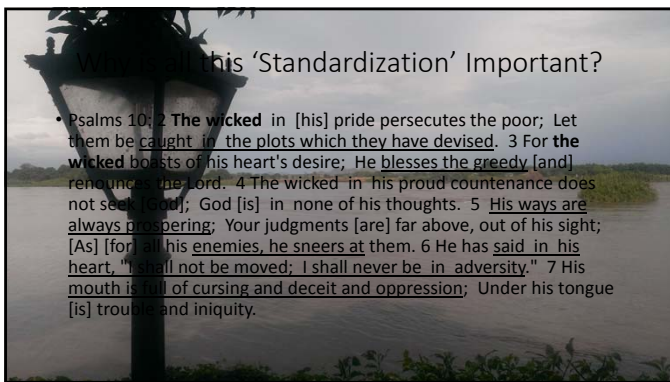 Why is all this ‘Standardization’ Important?
• Psalms 10; 2 The wicked in [his] pride persecutes the poor; Let
them be caught in the plots which they have devised. 3 For the
wicked boasts of his heart's desire; He blesses the greedy [and]
renounces the Lord. 4 The wicked in his proud countenance does
not seek [God]; God [is] in none of his thoughts. 5 His ways are
always prospering; Your judgments [are] far above, out of his sight;
[As] [for] all his enemies, he sneers at them. 6 He has said in his
heart, "I shall not be moved; I shall never be in adversity." 7 His
mouth is full of cursing and deceit and oppression; Under his tongue
[is] trouble and iniquity.